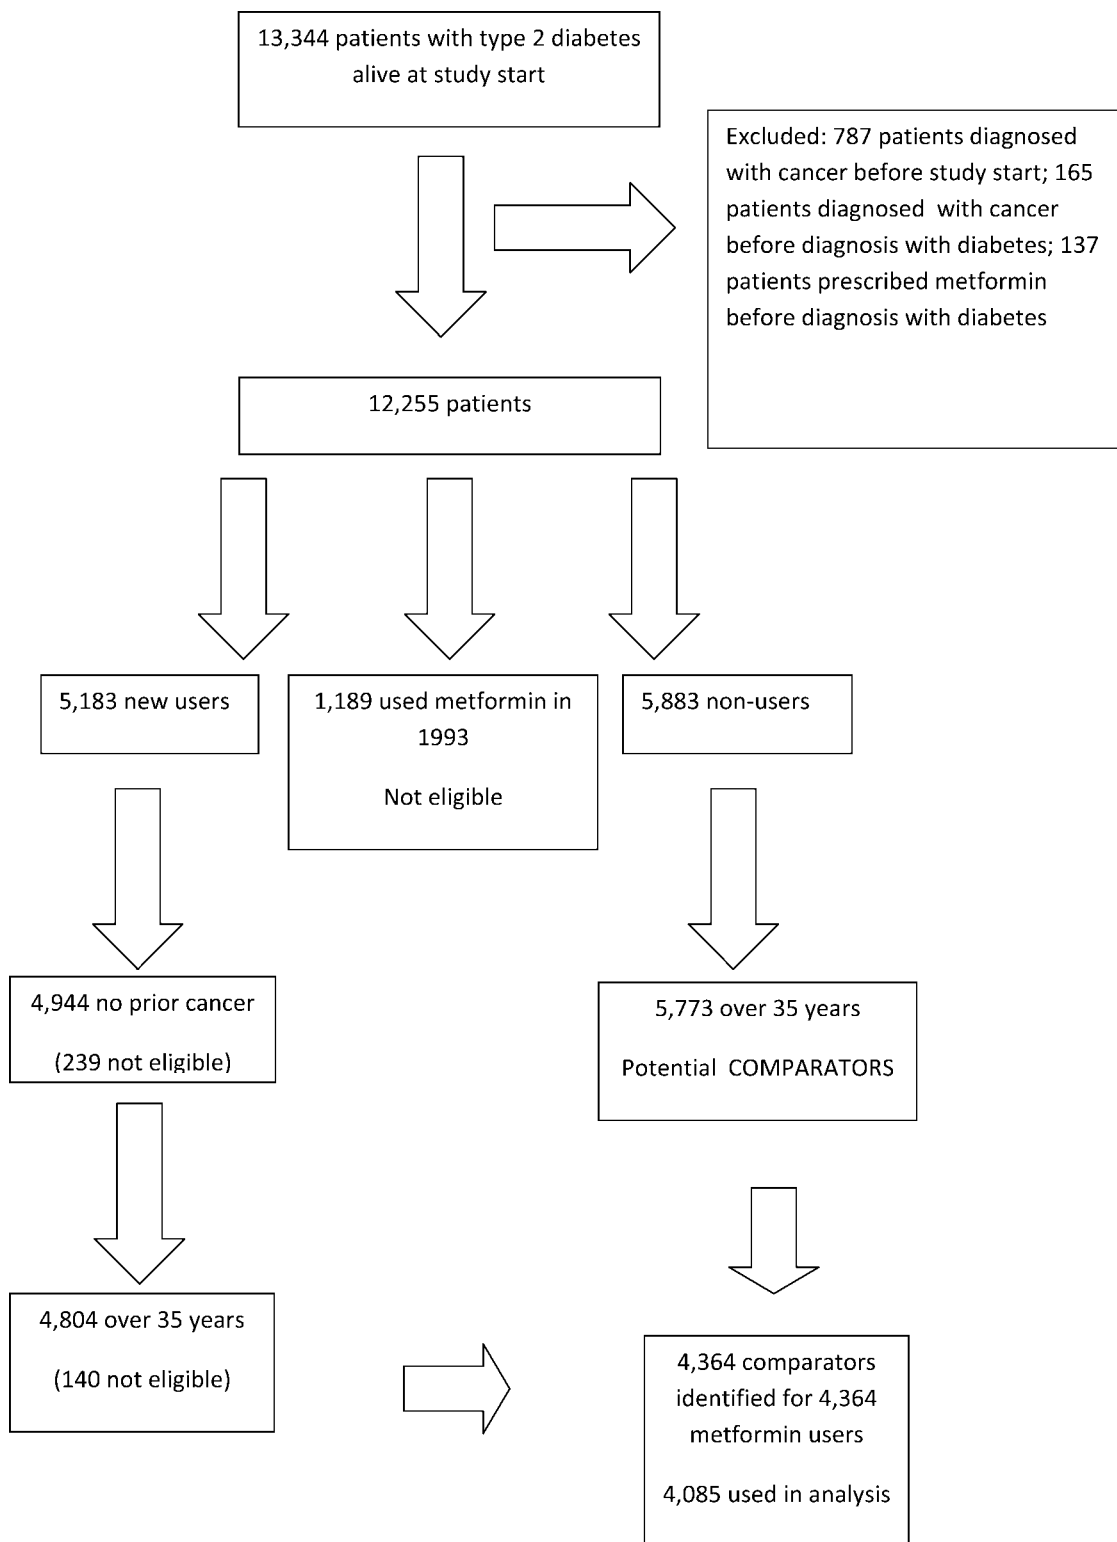 13,344 patients with type 2 diabetes
alive at study start
Excluded: 787 patients diagnosed
with cancer before study start; 165
patients diagnosed with cancer
before diagnosis with diabetes; 137
patients prescribed metformin
before diagnosis with diabetes
12,255 patients
5,183 new users
1,189 used metformin in
1993
Not eligible
5,883 non-users
4,944 no prior cancer
(239 not eligible)
5,773 over 35 years
Potential COMPARATORS
4,804 over 35 years
(140 not eligible)
4,364 comparators
identified for 4,364
metformin users
4,085 used in analysis